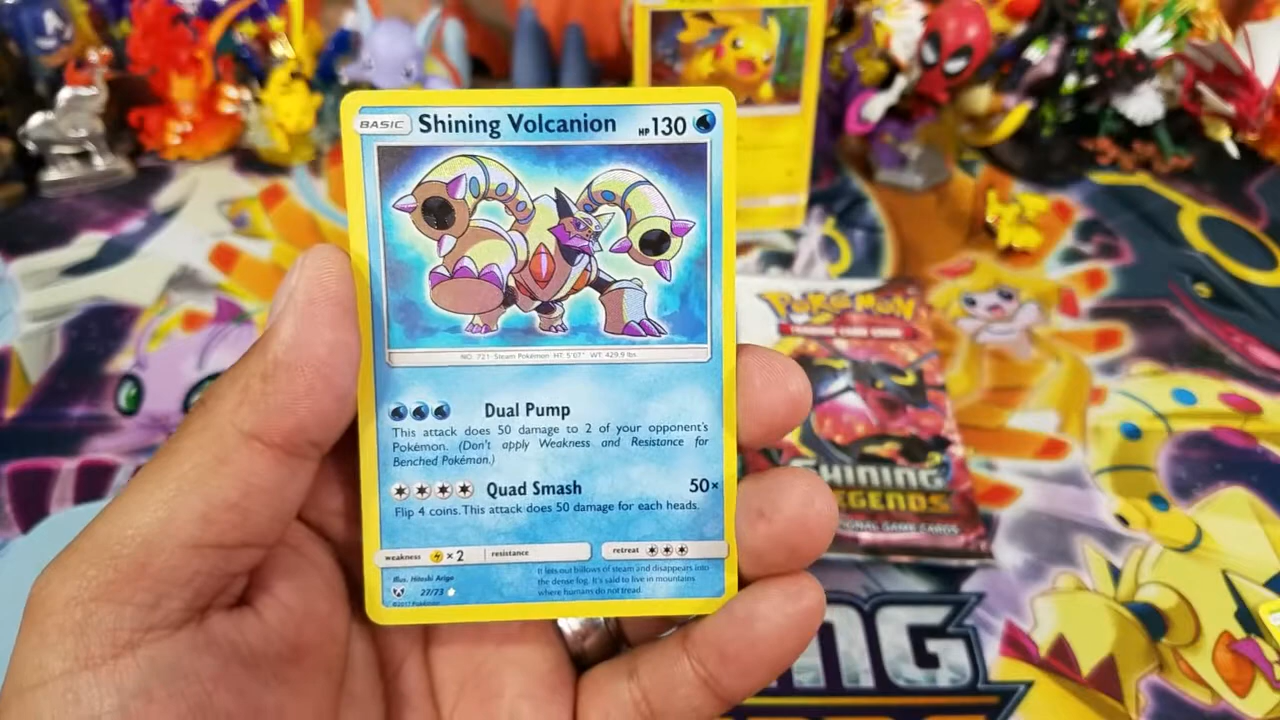 BASIC Shining Volcanion HP 130
NO. 721 Steam Pokémon HT: 5'07" WT: 429.9 lbs
Dual Pump
This attack does 50 damage to 2 of your opponent's
Pokémon. (Don't apply Weakness and Resistance for
Benched Pokémon.)
Quad Smash 50×
Flip 4 coins. This attack does 50 damage for each heads.
weakness × 2 resistance retreat
It lets out billows of steam and disappears into
the dense fog. It's said to live in mountains
where humans do not tread.
Illus. Hitoshi Ariga
27/73
©2017 Pokémon
POKÉMON
SHINING
LEGENDS